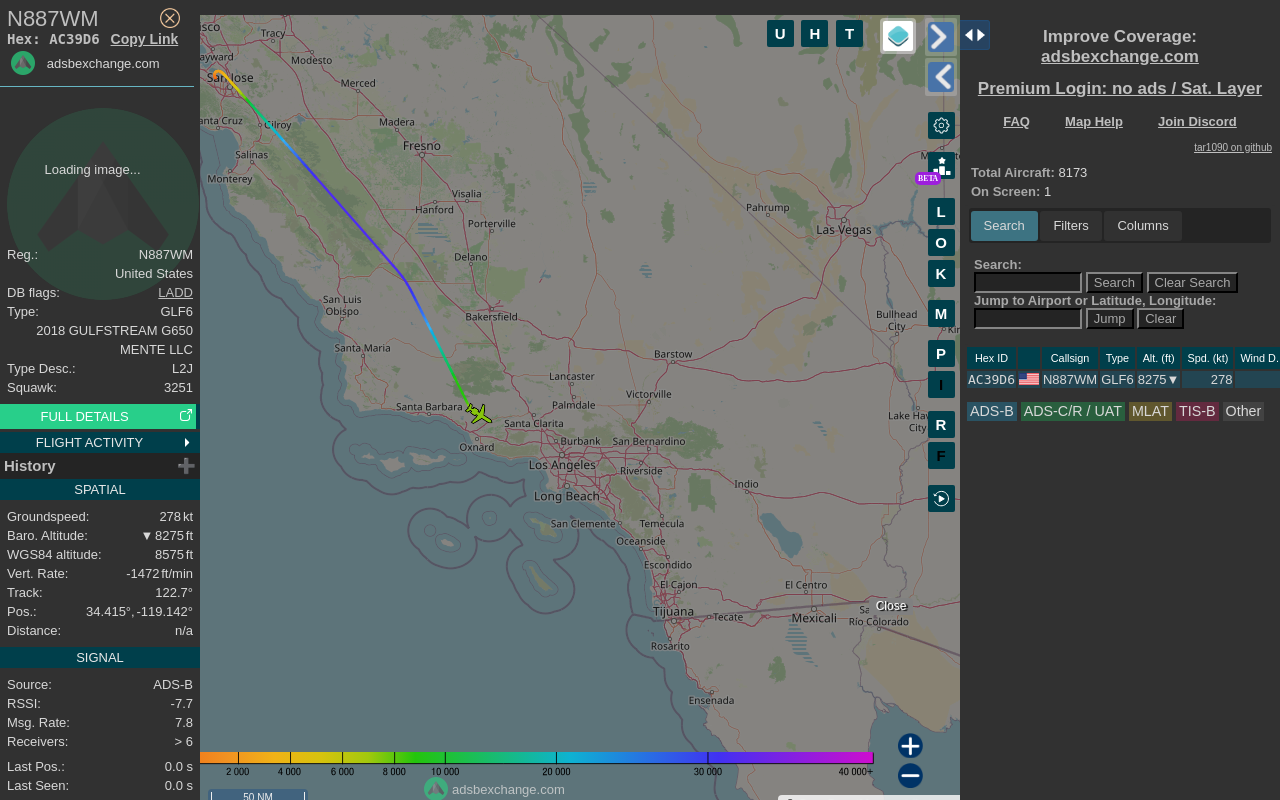 N887WM
Hex: AC39D6 Copy Link
adsbexchange.com
Loading image...
Reg.: N887WM
United States
DB flags: LADD
Type: GLF6
2018 GULFSTREAM G650
MENTE LLC
Type Desc.: L2J
Squawk: 3251
FULL DETAILS
FLIGHT ACTIVITY
History
SPATIAL
Groundspeed: 278 kt
Baro. Altitude: ▼ 8275 ft
WGS84 altitude: 8575 ft
Vert. Rate: -1472 ft/min
Track: 122.7°
Pos.: 34.415°, -119.142°
Distance: n/a
SIGNAL
Source: ADS-B
RSSI: -7.7
Msg. Rate: 7.8
Receivers: > 6
Last Pos.: 0.0 s
Last Seen: 0.0 s
U H T
Tracy
Modesto
San Jose
Merced
Gilroy
Madera
Fresno
Salinas
Monterey
Visalia
Hanford
Porterville
Delano
Pahrump
Las Vegas
San Luis
Obispo
Bakersfield
Bullhead
City
Santa Maria
Barstow
Lancaster
Victorville
Palmdale
Santa Barbara
Santa Clarita
Oxnard
Burbank
San Bernardino
Los Angeles
Riverside
Long Beach
Indio
San Clemente
Temecula
Oceanside
Escondido
El Cajon
El Centro
Tijuana
Tecate
Mexicali
Río Colorado
Rosarito
Ensenada
Close
BETA
L
O
K
M
P
I
R
F
2 000 4 000 6 000 8 000 10 000 20 000 30 000 40 000+
adsbexchange.com
50 NM
Improve Coverage:
adsbexchange.com
Premium Login: no ads / Sat. Layer
FAQ Map Help Join Discord
tar1090 on github
Total Aircraft: 8173
On Screen: 1
Search Filters Columns
Search:
Search Clear Search
Jump to Airport or Latitude, Longitude:
Jump Clear
Hex ID Callsign Type Alt. (ft) Spd. (kt) Wind D.
AC39D6 N887WM GLF6 8275▼ 278
ADS-B ADS-C/R / UAT MLAT TIS-B Other